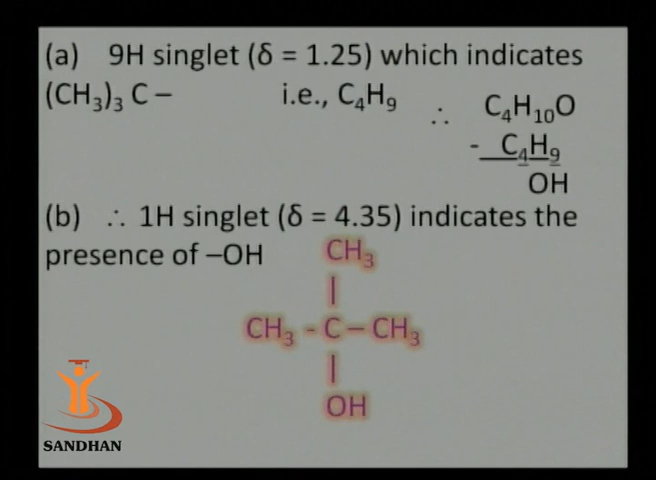 (a) 9H singlet (δ = 1.25) which indicates
(CH₃)₃ C – i.e., C₄H₉ ∴ C₄H₁₀O
- C₄H₉
OH
(b) ∴ 1H singlet (δ = 4.35) indicates the
presence of –OH
CH₃
|
CH₃ - C – CH₃
|
OH
SANDHAN